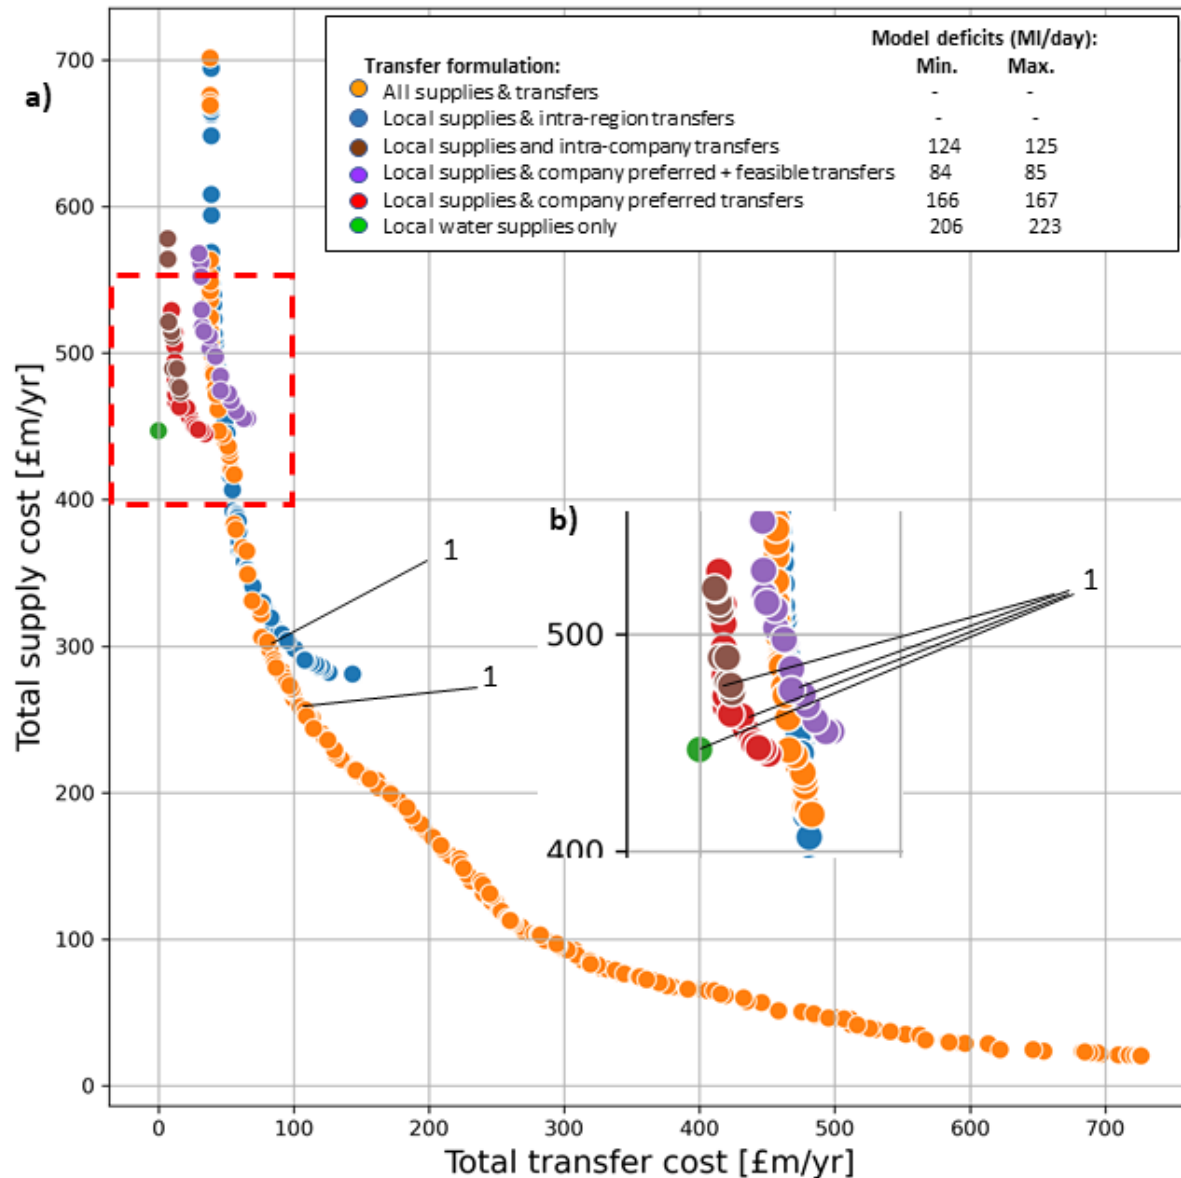 a)
Model deficits (Ml/day):
Transfer formulation: Min. Max.
All supplies & transfers - -
Local supplies & intra-region transfers - -
Local supplies and intra-company transfers 124 125
Local supplies & company preferred + feasible transfers 84 85
Local supplies & company preferred transfers 166 167
Local water supplies only 206 223
700
600
500
400
300
200
100
0
Total supply cost [£m/yr]
1
1
b)
1
500
400
0 100 200 300 400 500 600 700
Total transfer cost [£m/yr]